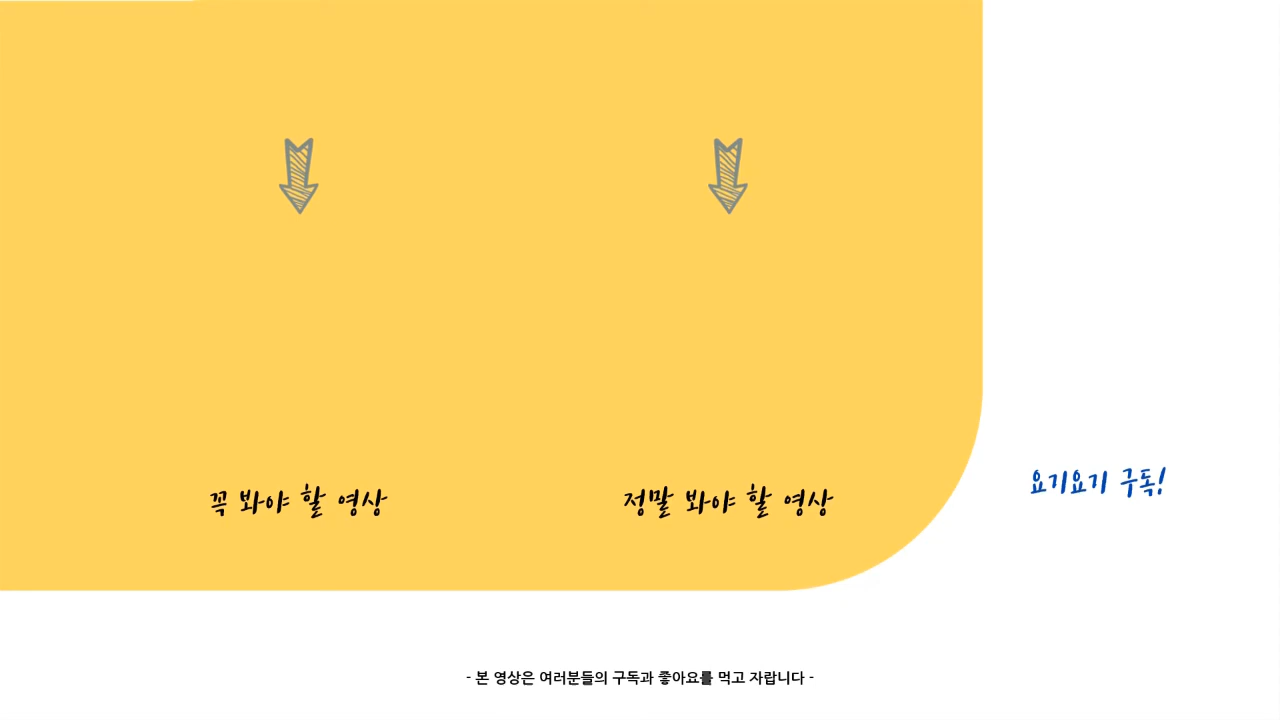 꼭 봐야 할 영상
정말 봐야 할 영상
요기요기 구독!
- 본 영상은 여러분들의 구독과 좋아요를 먹고 자랍니다 -